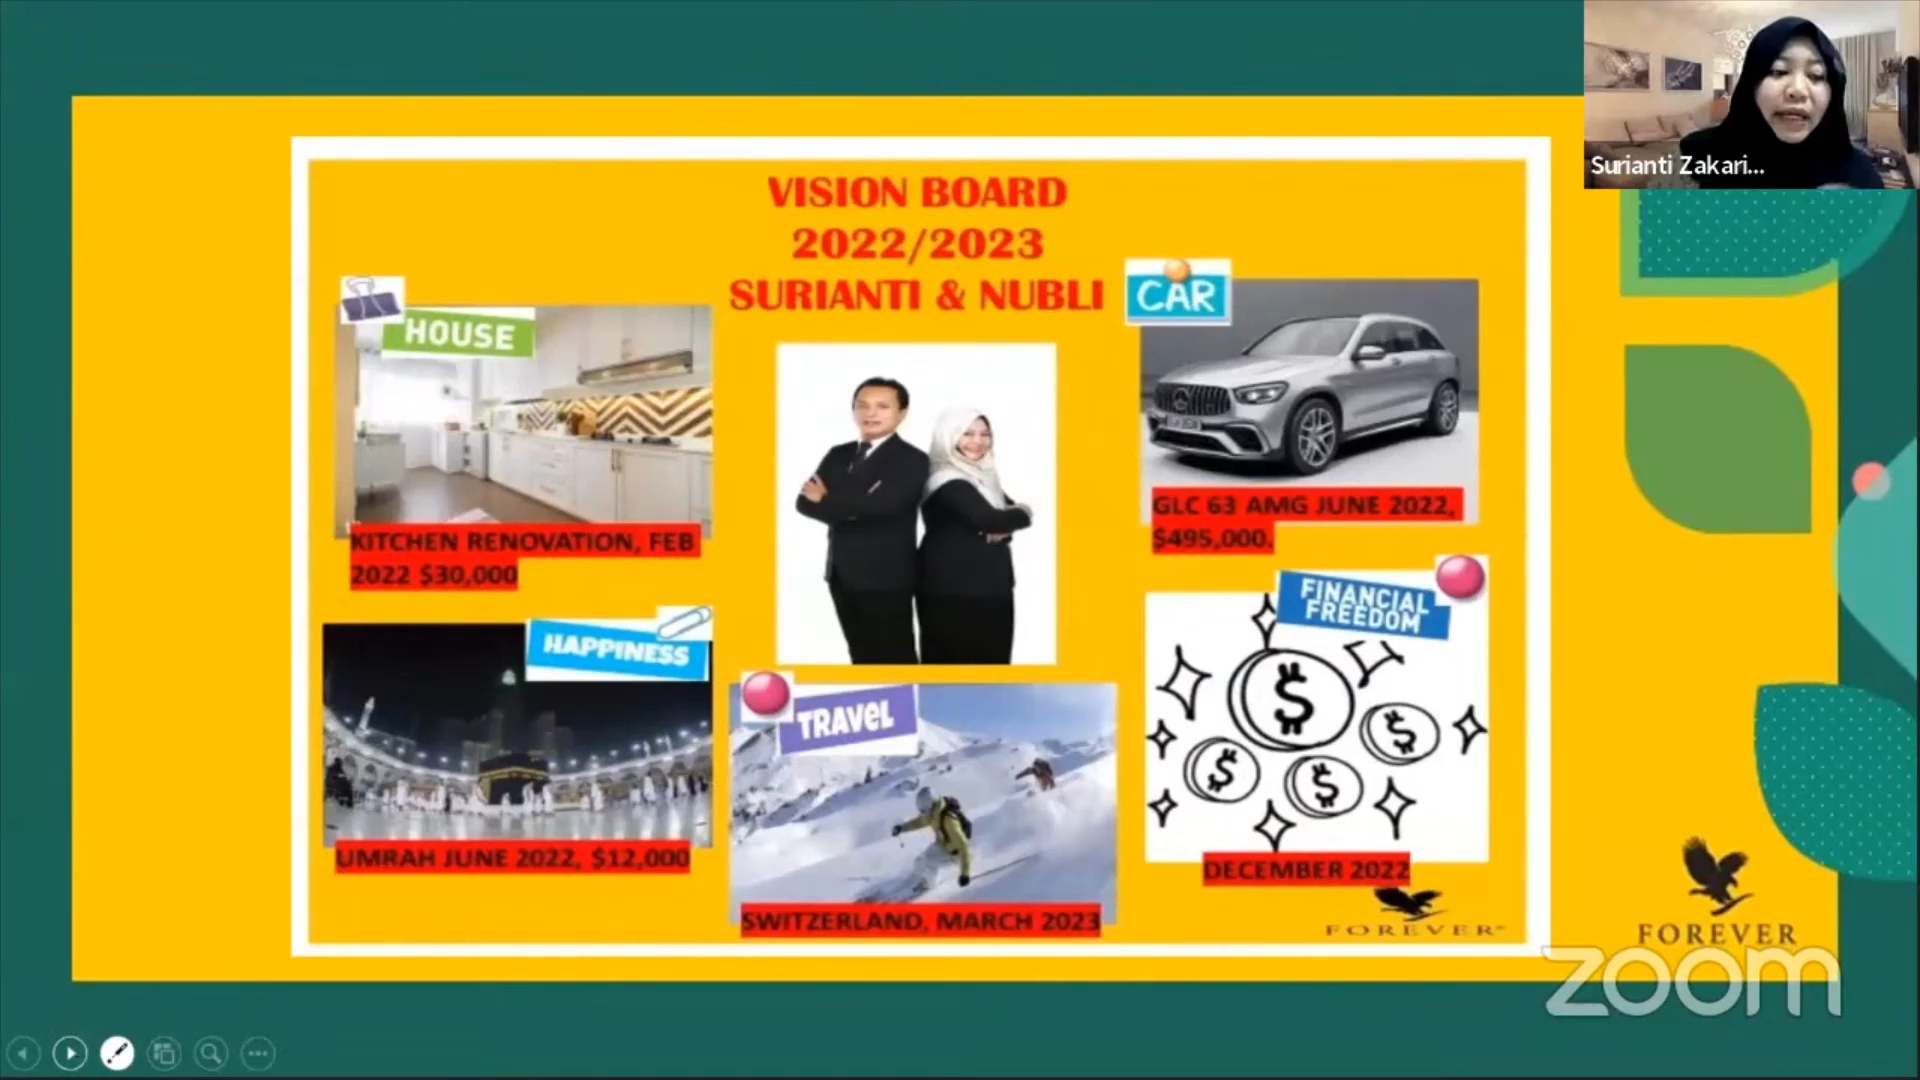 Surianti Zakari...
VISION BOARD
2022/2023
SURIANTI & NUBLI
HOUSE
KITCHEN RENOVATION, FEB
2022 $30,000
CAR
GLC 63 AMG JUNE 2022,
$495,000.
HAPPINESS
UMRAH JUNE 2022, $12,000
TRAVEL
SWITZERLAND, MARCH 2023
FINANCIAL
FREEDOM
$
$
$
$
DECEMBER 2022
FOREVER
FOREVER
zoom